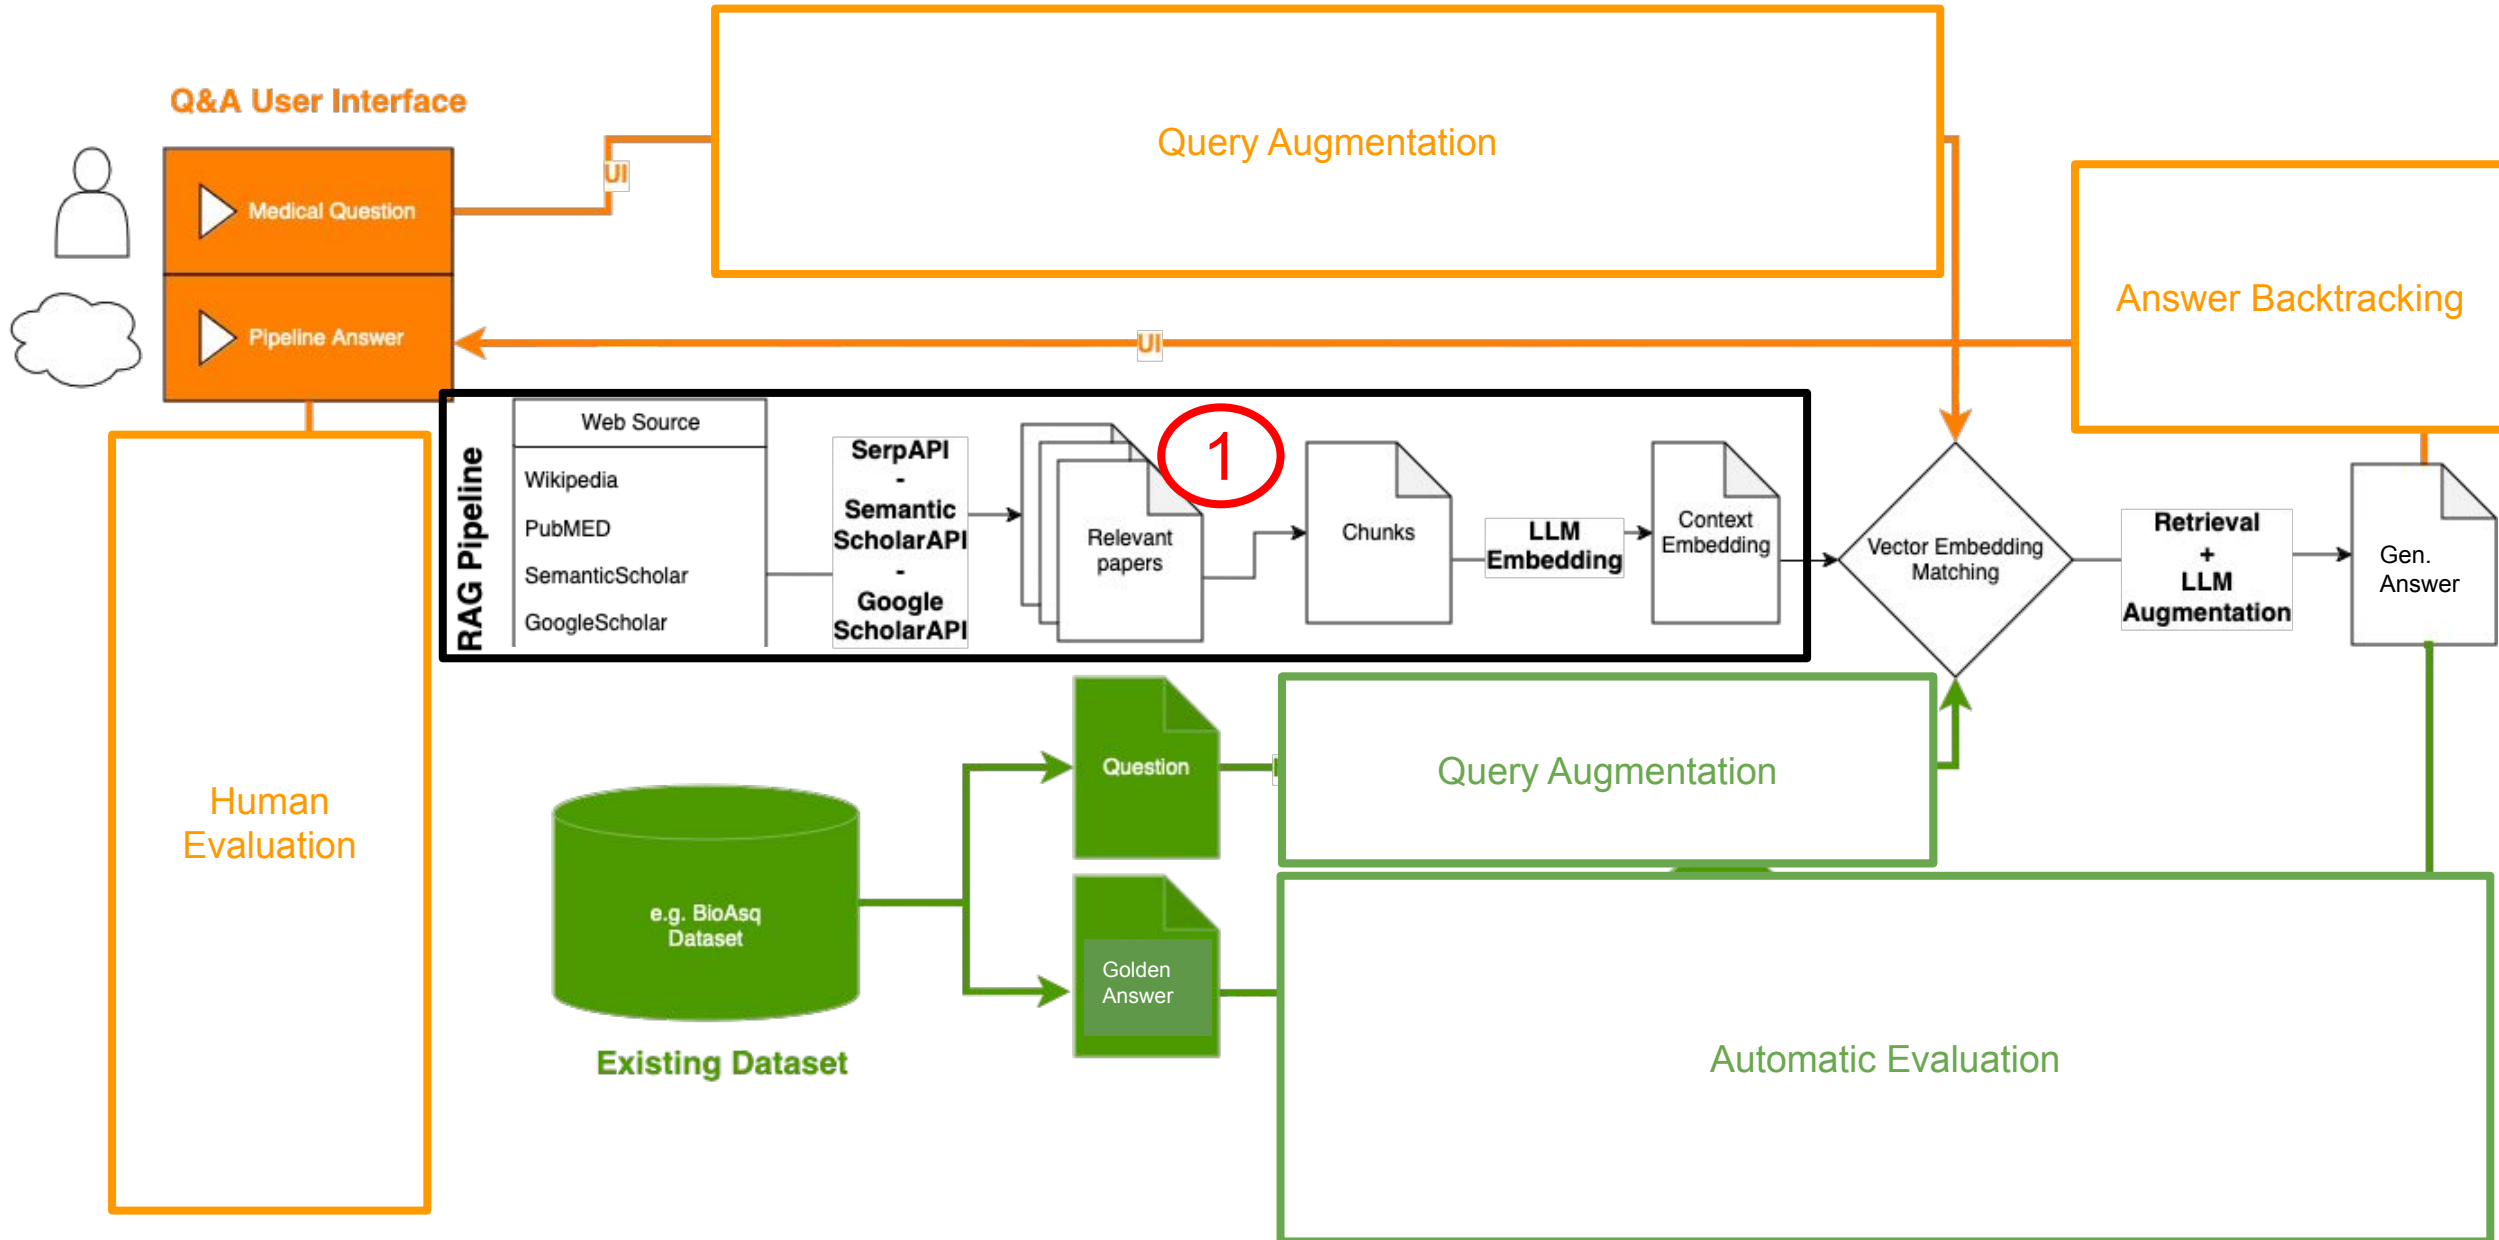 Query Augmentation
Q&A User Interface
UI
Medical Question
Answer Backtracking
Pipeline Answer
UI
RAG Pipeline
Web Source
Wikipedia
PubMED
SemanticScholar
GoogleScholar
SerpAPI
-
Semantic
ScholarAPI
-
Google
ScholarAPI
1
Relevant
papers
Chunks
LLM
Embedding
Context
Embedding
Vector Embedding
Matching
Retrieval
+
LLM
Augmentation
Gen.
Answer
Human
Evaluation
Question
Query Augmentation
e.g. BioAsq
Dataset
Golden
Answer
Existing Dataset
Automatic Evaluation